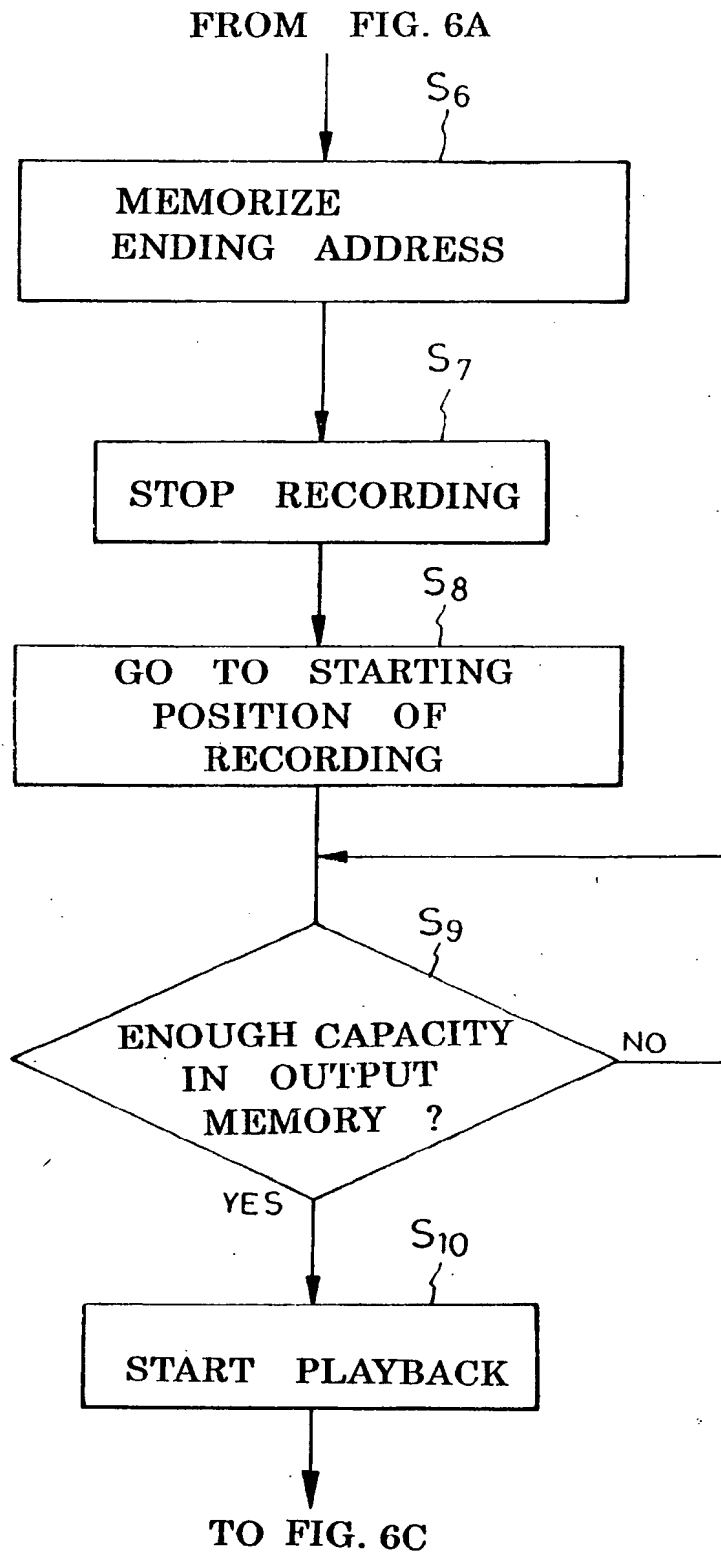 FROM FIG. 6A
S6
MEMORIZE
ENDING ADDRESS
S7
STOP RECORDING
S8
GO TO STARTING
POSITION OF
RECORDING
S9
ENOUGH CAPACITY
IN OUTPUT
MEMORY ?
NO
YES
S10
START PLAYBACK
TO FIG. 6C